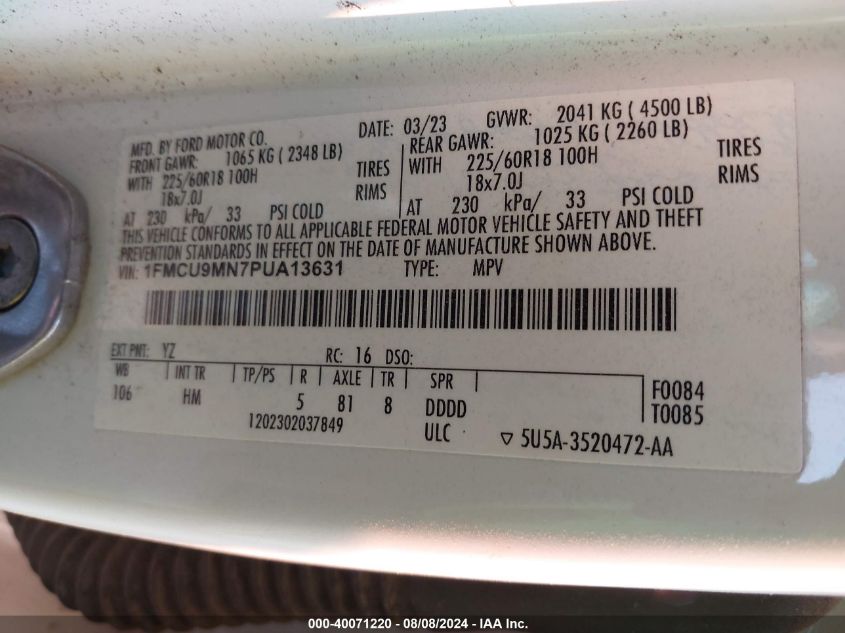 MFD. BY FORD MOTOR CO. DATE: 03/23 GVWR: 2041 KG ( 4500 LB)
FRONT GAWR: 1065 KG ( 2348 LB) REAR GAWR: 1025 KG ( 2260 LB)
WITH 225/60R18 100H TIRES WITH 225/60R18 100H TIRES
18x7.0J RIMS 18x7.0J RIMS
AT 230 kPa/ 33 PSI COLD AT 230 kPa/ 33 PSI COLD
THIS VEHICLE CONFORMS TO ALL APPLICABLE FEDERAL MOTOR VEHICLE SAFETY AND THEFT
PREVENTION STANDARDS IN EFFECT ON THE DATE OF MANUFACTURE SHOWN ABOVE.
VIN: 1FMCU9MN7PUA13631 TYPE: MPV
EXT PNT: YZ RC: 16 DSO:
WB INT TR TP/PS R AXLE TR SPR F0084
106 HM 5 81 8 DDDD T0085
1202302037849 ULC ▽ 5U5A-3520472-AA
000-40071220 - 08/08/2024 - IAA Inc.